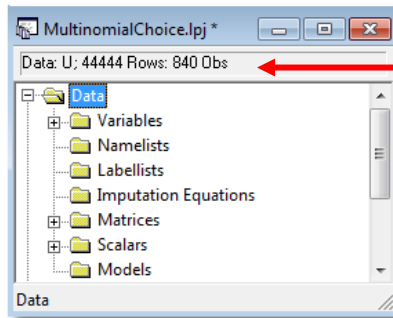 MultinomialChoice.lpj *
Data: U; 44444 Rows: 840 Obs
Data
Variables
Namelists
Labellists
Imputation Equations
Matrices
Scalars
Models
Data